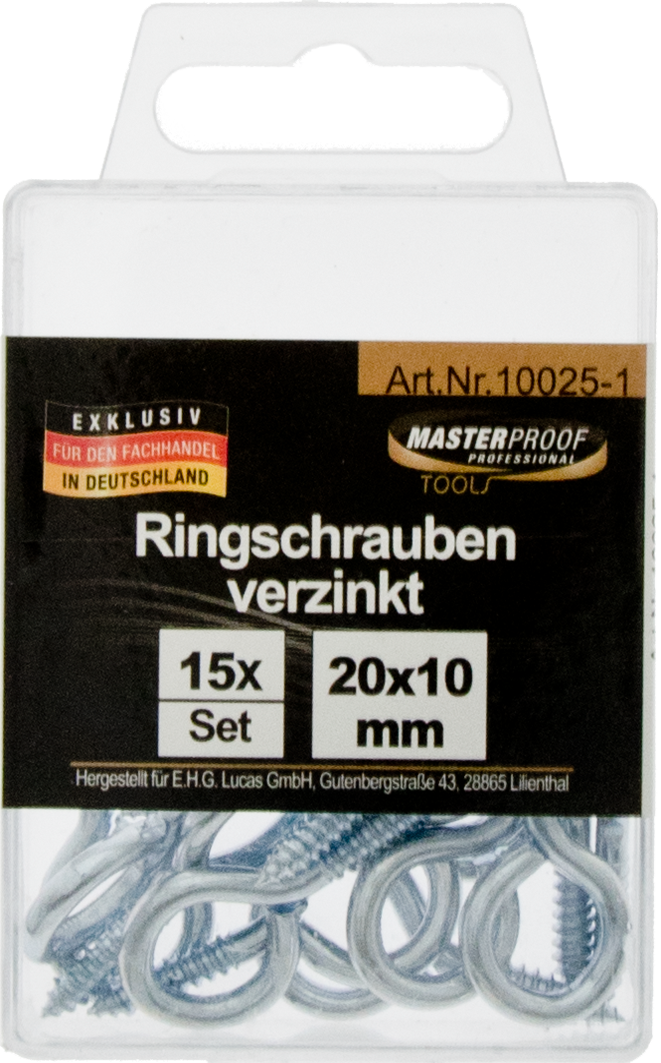 Art.Nr.10025-1
EXKLUSIV
FÜR DEN FACHHANDEL
IN DEUTSCHLAND
MASTERPROOF
PROFESSIONAL
TOOLS
Ringschrauben
verzinkt
15x
Set
20x10
mm
Hergestellt für E.H.G. Lucas GmbH, Gutenbergstraße 43, 28865 Lilienthal